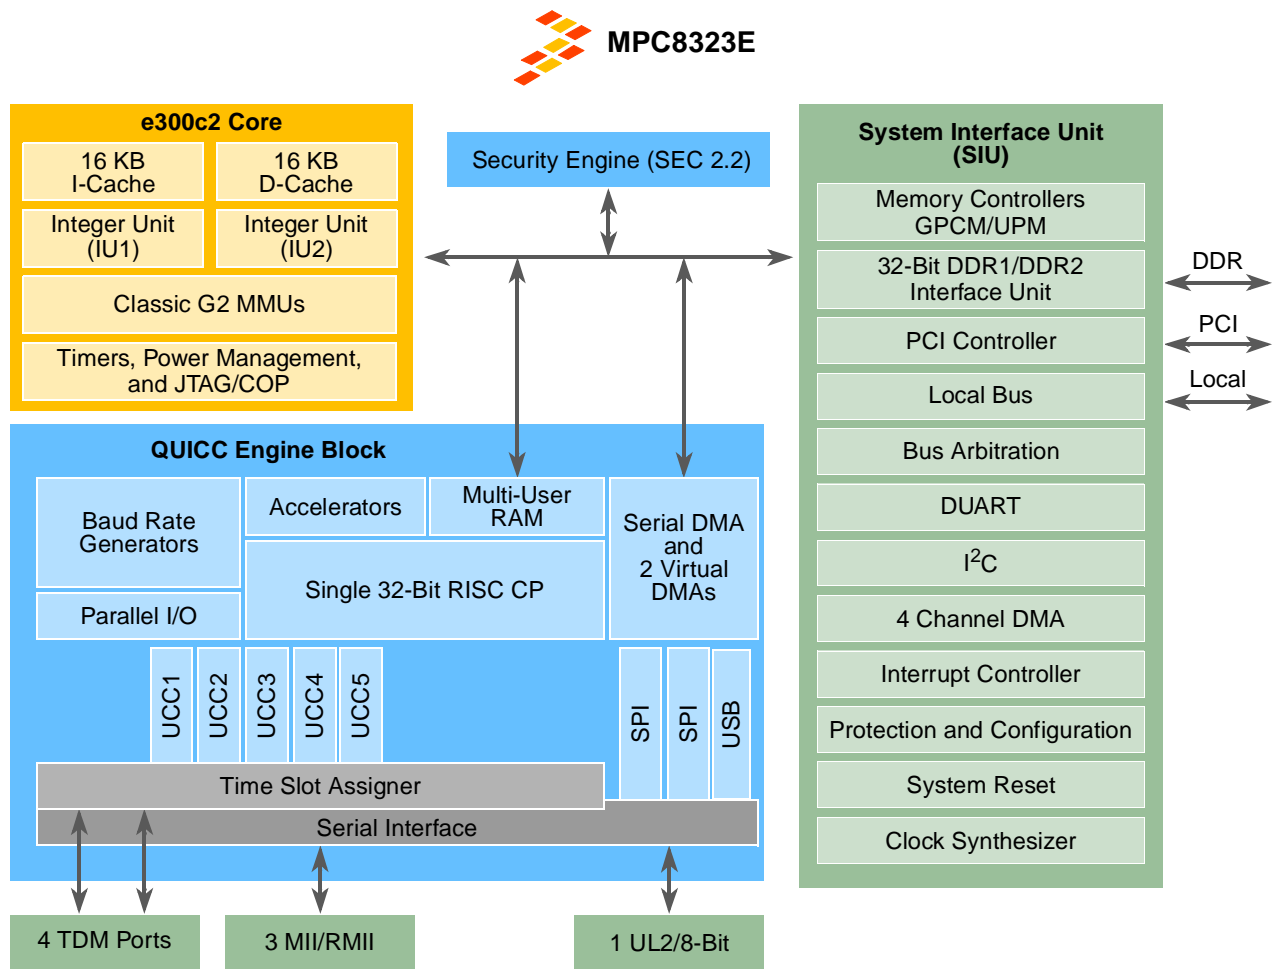 MPC8323E
e300c2 Core
16 KB
I-Cache
16 KB
D-Cache
Integer Unit
(IU1)
Integer Unit
(IU2)
Classic G2 MMUs
Timers, Power Management,
and JTAG/COP
Security Engine (SEC 2.2)
System Interface Unit
(SIU)
Memory Controllers
GPCM/UPM
32-Bit DDR1/DDR2
Interface Unit
PCI Controller
Local Bus
Bus Arbitration
DUART
I²C
4 Channel DMA
Interrupt Controller
Protection and Configuration
System Reset
Clock Synthesizer
DDR
PCI
Local
QUICC Engine Block
Baud Rate
Generators
Parallel I/O
Accelerators
Multi-User
RAM
Single 32-Bit RISC CP
Serial DMA
and
2 Virtual
DMAs
UCC1
UCC2
UCC3
UCC4
UCC5
SPI
SPI
USB
Time Slot Assigner
Serial Interface
4 TDM Ports
3 MII/RMII
1 UL2/8-Bit